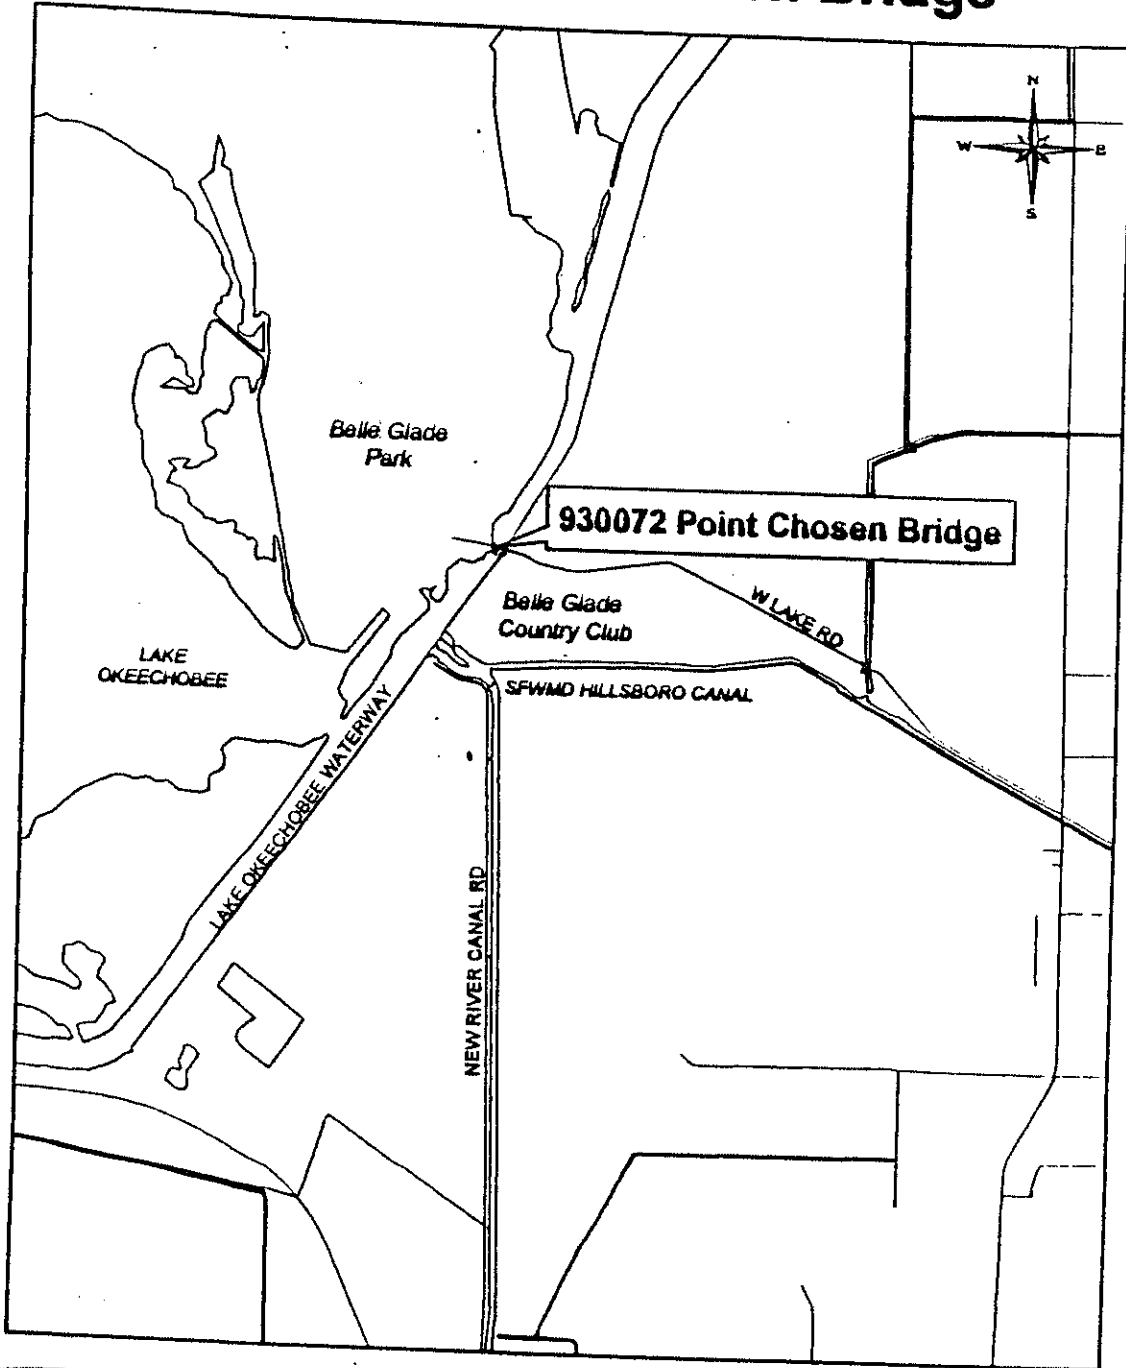 Bridge
N
W
E
S
Belle Glade
Park
930072 Point Chosen Bridge
Belle Glade
Country Club
W LAKE RD
LAKE
OKEECHOBEE
SFWMD HILLSBORO CANAL
LAKE OKEECHOBEE WATERWAY
NEW RIVER CANAL RD